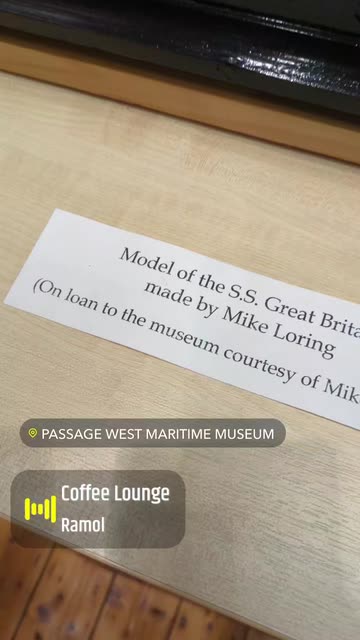 Model of the S.S. Great Brita
made by Mike Loring
(On loan to the museum courtesy of Mik
PASSAGE WEST MARITIME MUSEUM
Coffee Lounge
Ramol